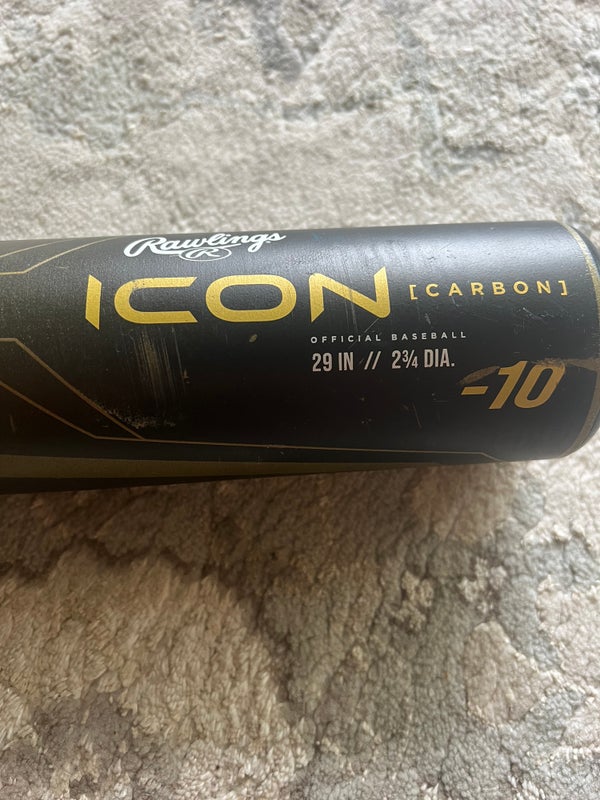 Rawlings
R
ICON [CARBON]
OFFICIAL BASEBALL
29 IN // 2¾ DIA.
-10